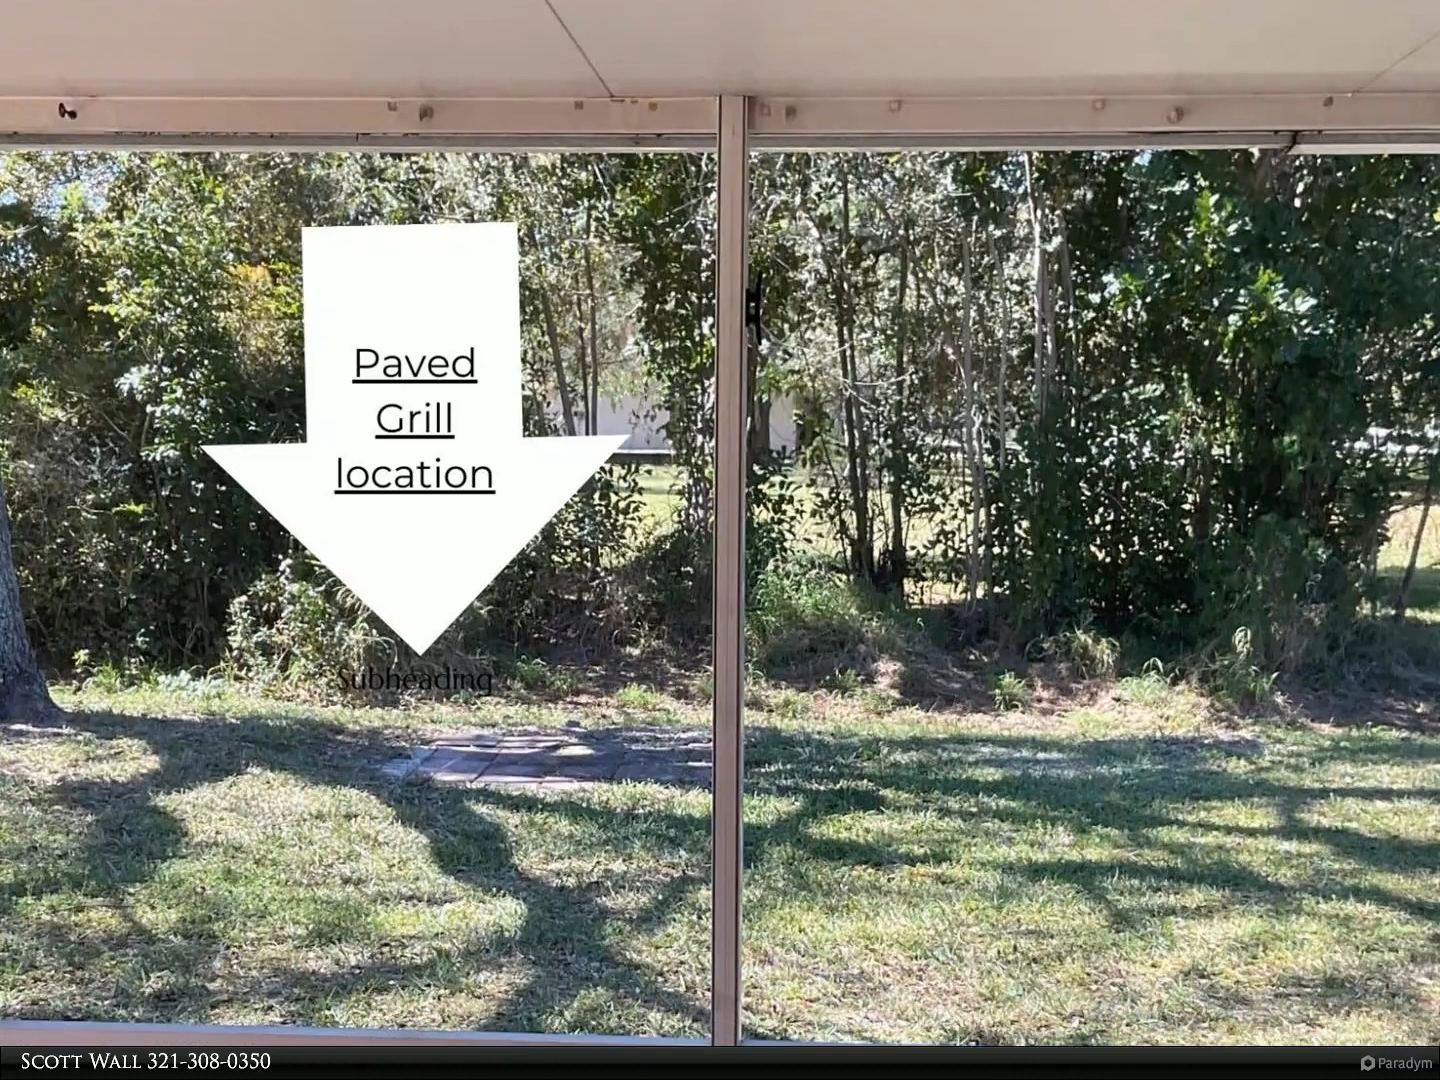 Paved
Grill
location
Subheading
Scott Wall 321-308-0350
Paradym